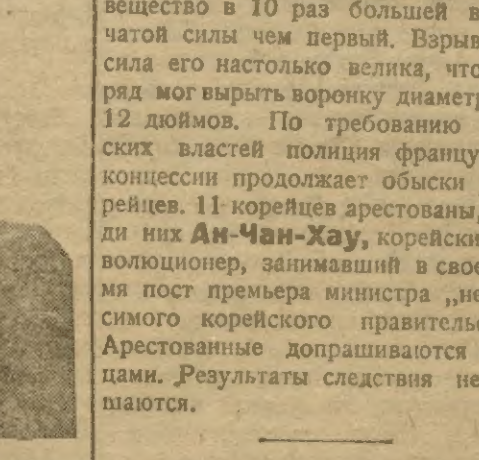 вещество в 10 раз большей в
чатой силы чем первый. Взрыв
сила его настолько велика, что
ряд мог вырыть воронку диамет
12 дюймов. По требованию
ских властей полиция францу
концессии продолжает обыски
рейцев. 11 корейцев арестованы,
ди них Ан-Чан-Хау, корейски
волюционер, занимавший в свое
мя пост премьера министра „не
симого корейского правительс
Арестованные допрашиваются
цами. Результаты следствия не
шаются.